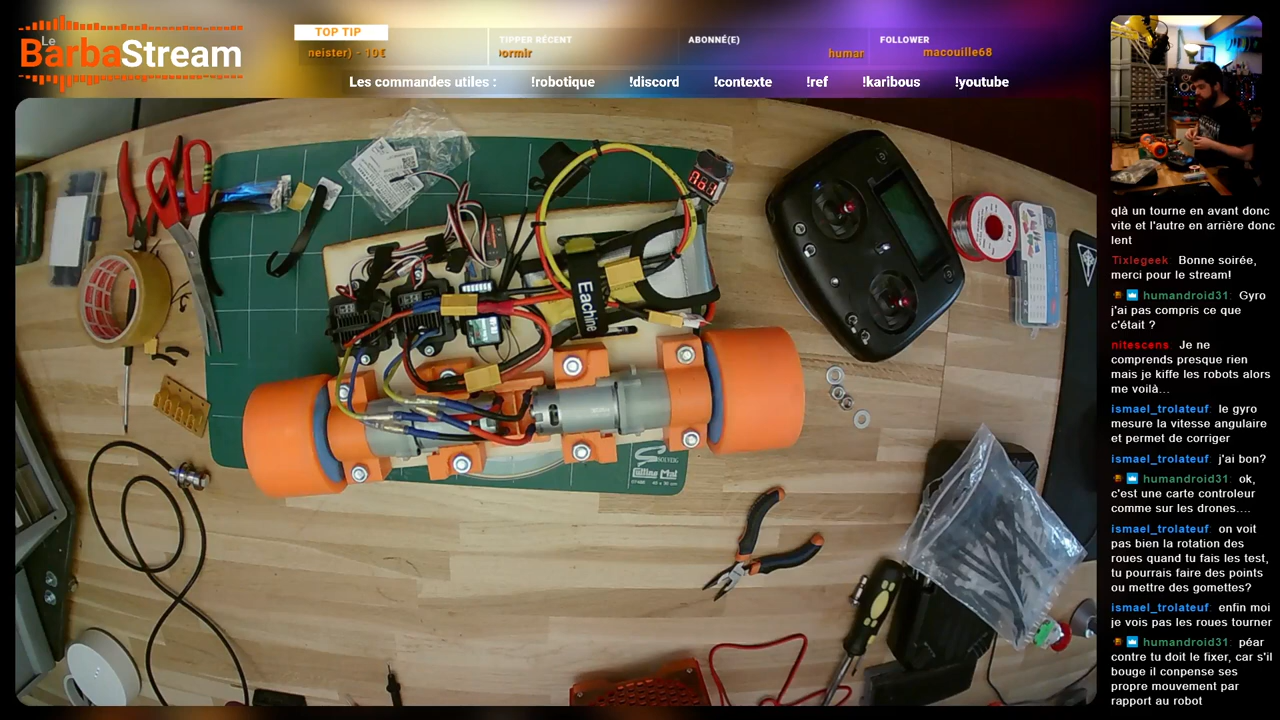 Le
BarbaStream
TOP TIP
neister) - 10€
TIPPER RÉCENT
ormir
ABONNÉ(E)
humar
FOLLOWER
macouille68
Les commandes utiles : !robotique !discord !contexte !ref !karibous !youtube
Eachine
SOLVEIG
Cutting Mat
qlà un tourne en avant donc
vite et l'autre en arrière donc
lent
Tixlegeek: Bonne soirée,
merci pour le stream!
humandroid31: Gyro
j'ai pas compris ce que
c'était ?
nitescens: Je ne
comprends presque rien
mais je kiffe les robots alors
me voilà...
ismael_trolateuf: le gyro
mesure la vitesse angulaire
et permet de corriger
ismael_trolateuf: j'ai bon?
humandroid31: ok,
c'est une carte controleur
comme sur les drones....
ismael_trolateuf: on voit
pas bien la rotation des
roues quand tu fais les test,
tu pourrais faire des points
ou mettre des gomettes?
ismael_trolateuf: enfin moi
je vois pas les roues tourner
humandroid31: péar
contre tu doit le fixer, car s'il
bouge il conpense ses
propre mouvement par
rapport au robot